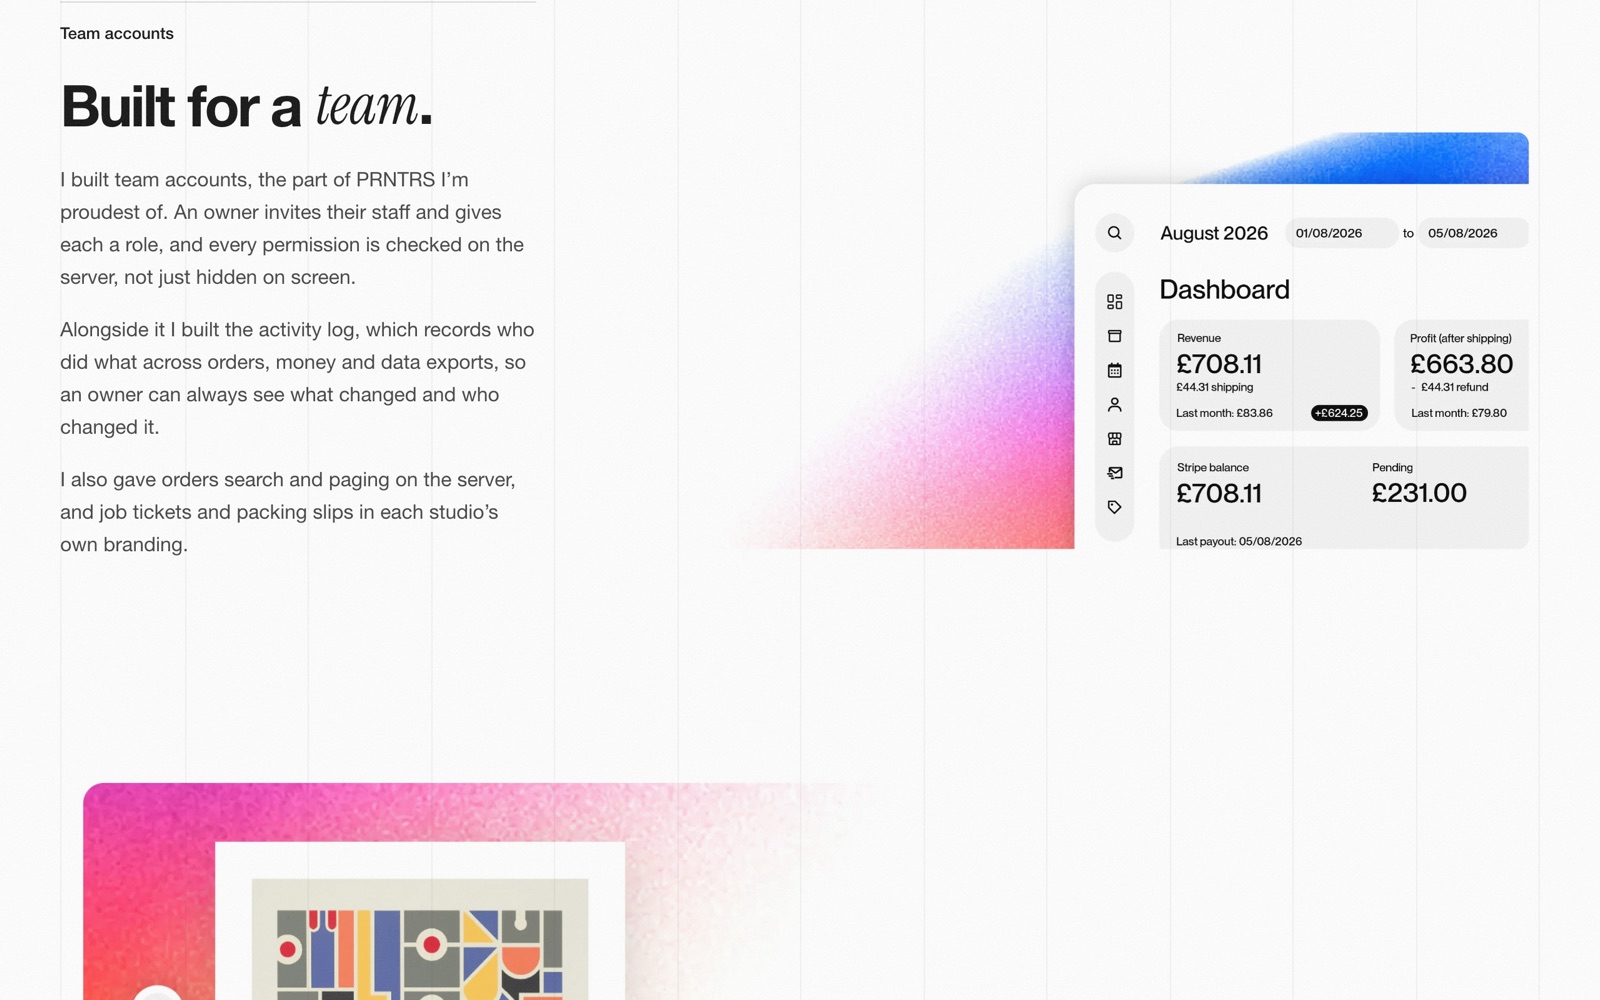 Team accounts
Built for a team.
I built team accounts, the part of PRNTRS I’m
proudest of. An owner invites their staff and gives
each a role, and every permission is checked on the
server, not just hidden on screen.
Alongside it I built the activity log, which records who
did what across orders, money and data exports, so
an owner can always see what changed and who
changed it.
I also gave orders search and paging on the server,
and job tickets and packing slips in each studio’s
own branding.
August 2026
01/08/2026
to
05/08/2026
Dashboard
Revenue
£708.11
£44.31 shipping
Last month: £83.86
+£624.25
Profit (after shipping)
£663.80
- £44.31 refund
Last month: £79.80
Stripe balance
£708.11
Pending
£231.00
Last payout: 05/08/2026